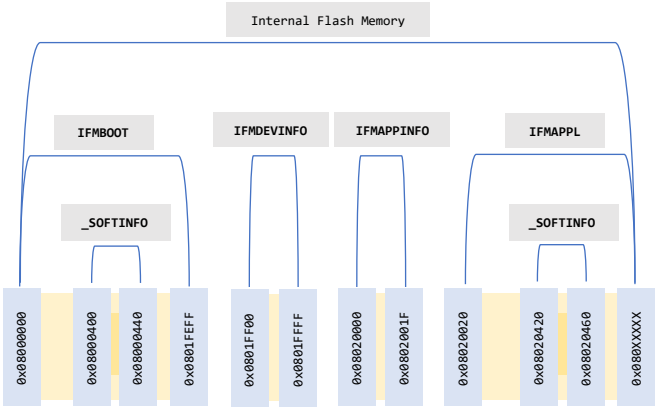 Internal Flash Memory
IFMBOOT
IFMDEVINFO
IFMAPPINFO
IFMAPPL
_SOFTINFO
_SOFTINFO
0x08000000
0x08000400
0x08000440
0x0801FEFF
0x0801FF00
0x0801FFFF
0x08020000
0x0802001F
0x08020020
0x08020420
0x08020460
0x080XXXXX